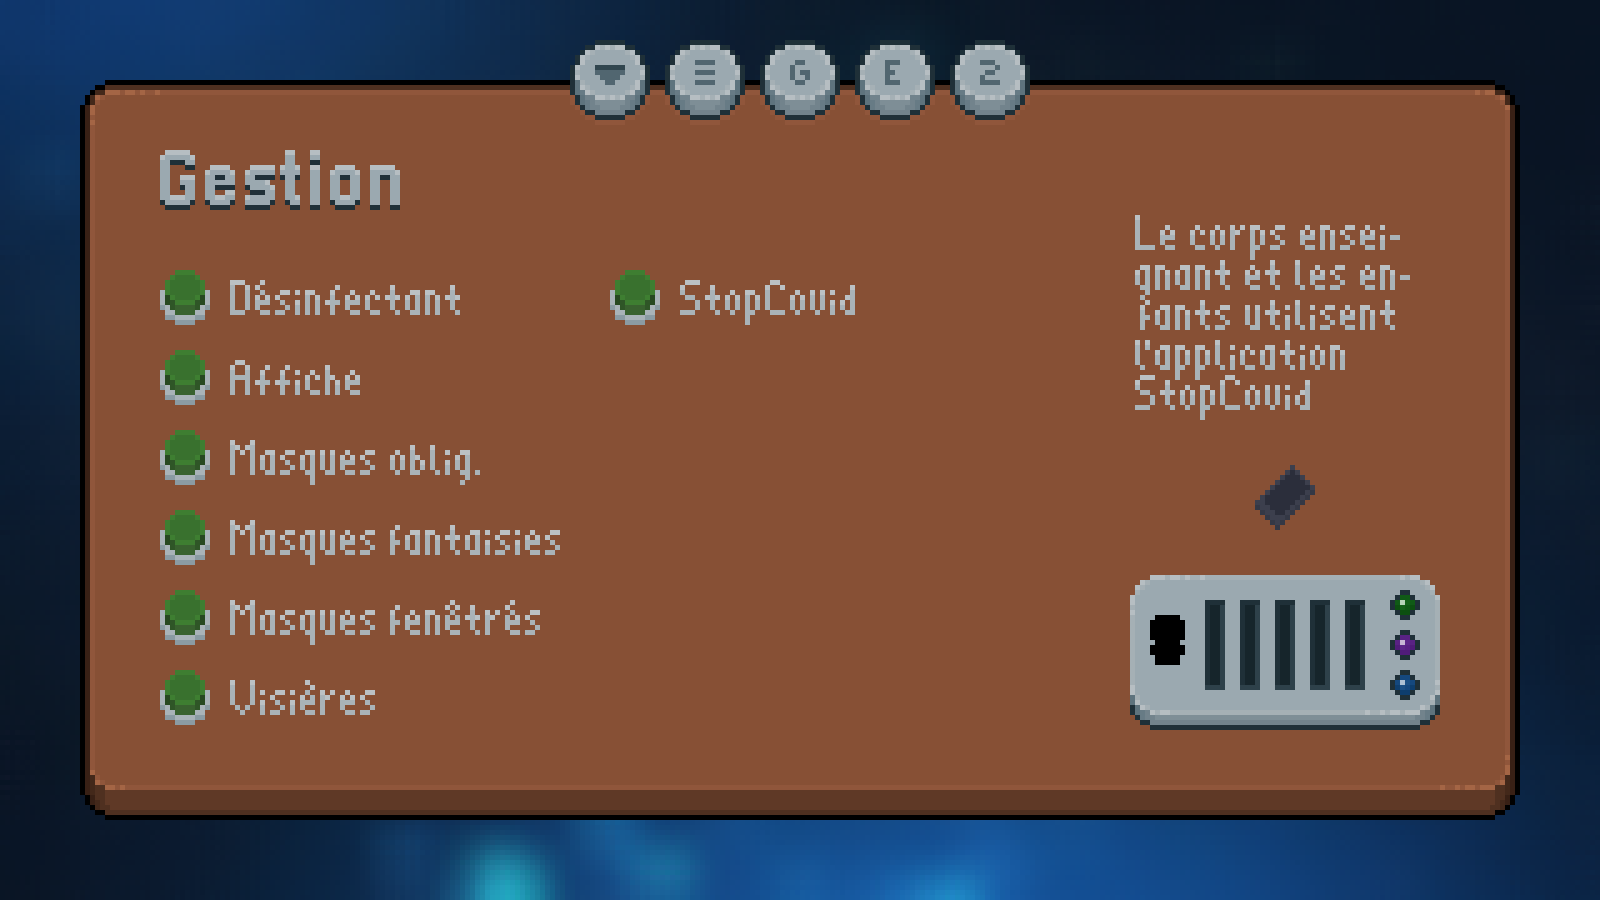 G E Z
Gestion
Désinfectant
StopCovid
Affiche
Masques oblig.
Masques fantaisies
Masques fenêtrés
Visières
Le corps ensei-
gnant et les en-
fants utilisent
l'application
StopCovid